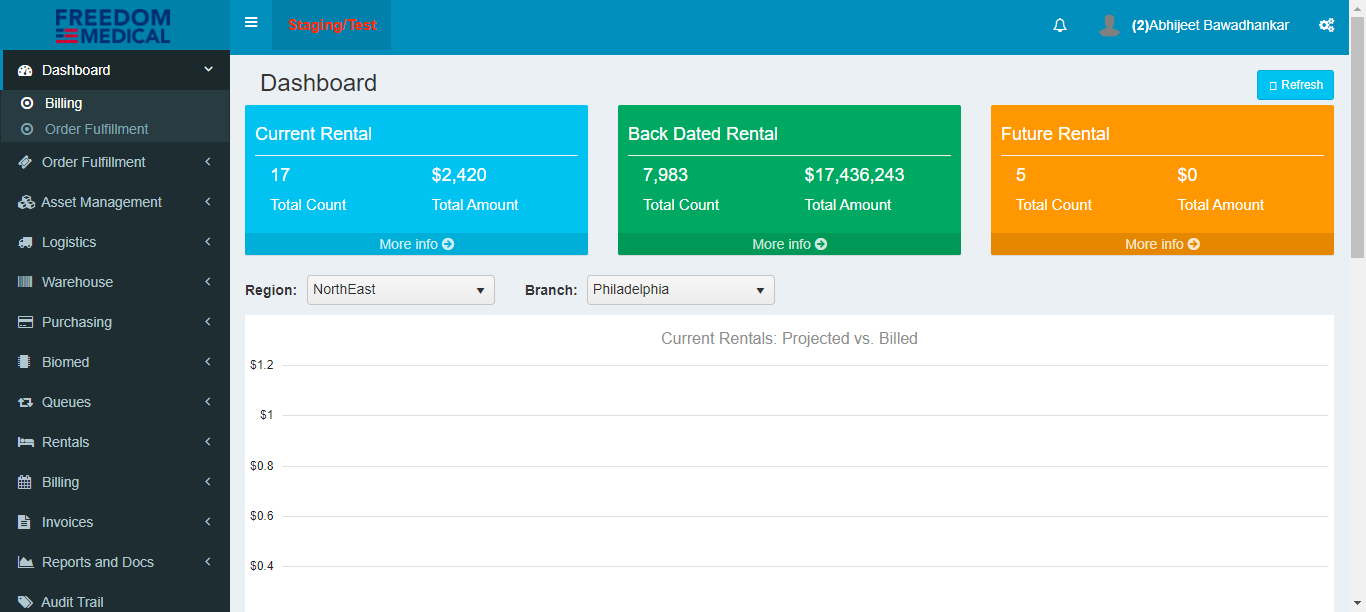 FREEDOM
MEDICAL
Staging/Test
(2)Abhijeet Bawadhankar
Dashboard
Billing
Order Fulfillment
Order Fulfillment
Asset Management
Logistics
Warehouse
Purchasing
Biomed
Queues
Rentals
Billing
Invoices
Reports and Docs
Audit Trail
Dashboard
Refresh
Current Rental
17 $2,420
Total Count Total Amount
More info
Back Dated Rental
7,983 $17,436,243
Total Count Total Amount
More info
Future Rental
5 $0
Total Count Total Amount
More info
Region: NorthEast Branch: Philadelphia
Current Rentals: Projected vs. Billed
$1.2
$1
$0.8
$0.6
$0.4